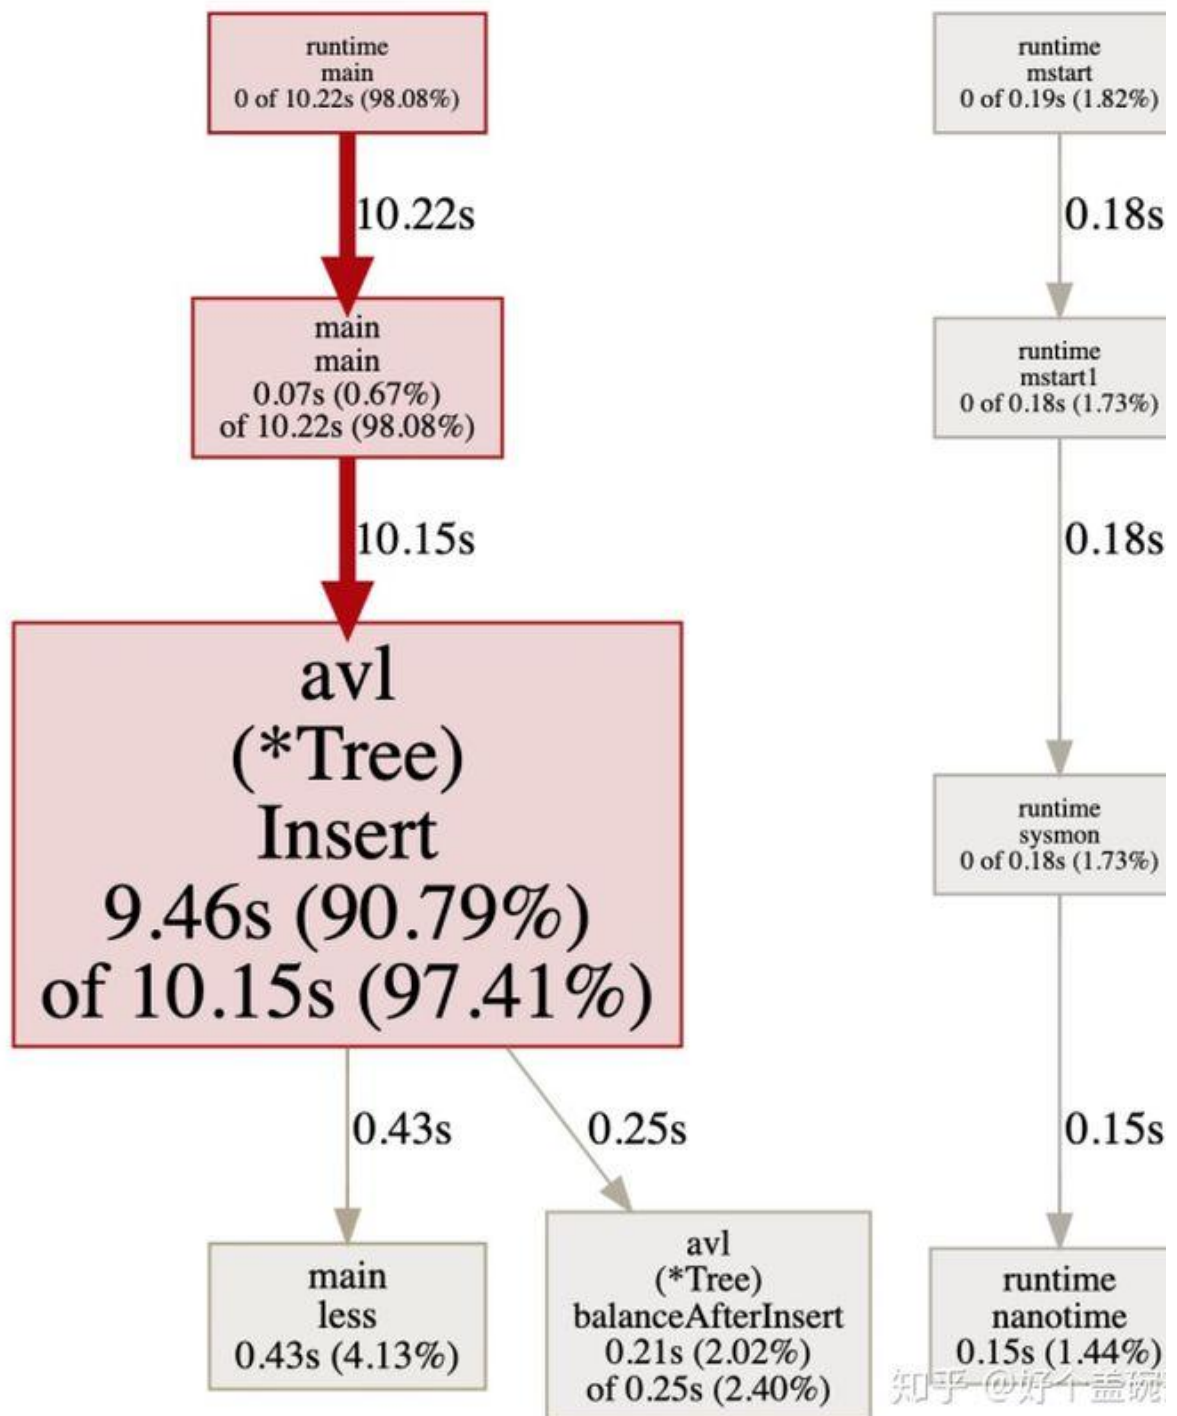 runtime
main
0 of 10.22s (98.08%)
10.22s
main
main
0.07s (0.67%)
of 10.22s (98.08%)
10.15s
avl
(*Tree)
Insert
9.46s (90.79%)
of 10.15s (97.41%)
0.43s
0.25s
main
less
0.43s (4.13%)
avl
(*Tree)
balanceAfterInsert
0.21s (2.02%)
of 0.25s (2.40%)
runtime
mstart
0 of 0.19s (1.82%)
0.18s
runtime
mstart1
0 of 0.18s (1.73%)
0.18s
runtime
sysmon
0 of 0.18s (1.73%)
0.15s
runtime
nanotime
0.15s (1.44%)
知乎 @好个盖碗